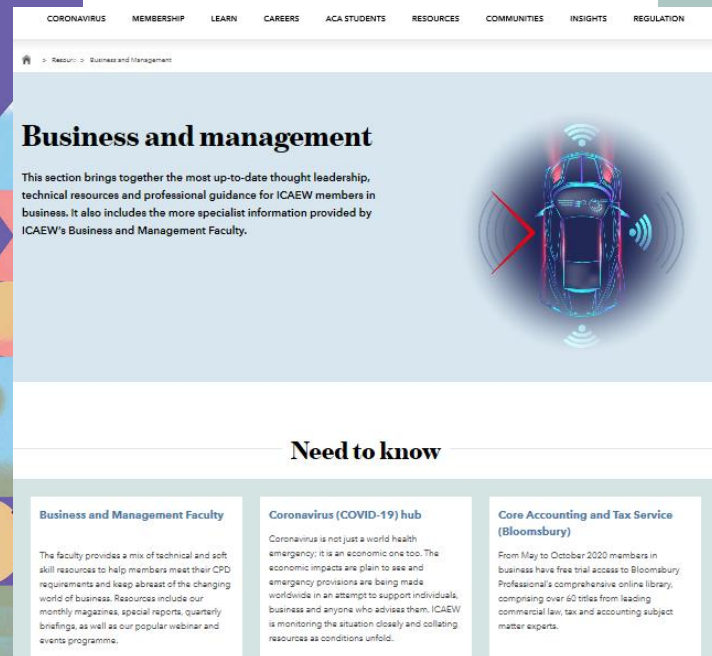 CORONAVIRUS MEMBERSHIP LEARN CAREERS ACA STUDENTS RESOURCES COMMUNITIES INSIGHTS REGULATION
> Resourc > Business and Management
Business and management
This section brings together the most up-to-date thought leadership,
technical resources and professional guidance for ICAEW members in
business. It also includes the more specialist information provided by
ICAEW's Business and Management Faculty.
Need to know
Business and Management Faculty
The faculty provides a mix of technical and soft
skill resources to help members meet their CPD
requirements and keep abreast of the changing
world of business. Resources include our
monthly magazines, special reports, quarterly
briefings, as well as our popular webinar and
events programme.
Coronavirus (COVID-19) hub
Coronavirus is not just a world health
emergency; it is an economic one too. The
economic impacts are plain to see and
emergency provisions are being made
worldwide in an attempt to support individuals,
business and anyone who advises them. ICAEW
is monitoring the situation closely and collating
resources as conditions unfold.
Core Accounting and Tax Service
(Bloomsbury)
From May to October 2020 members in
business have free trial access to Bloomsbury
Professional's comprehensive online library,
comprising over 60 titles from leading
commercial law, tax and accounting subject
matter experts.